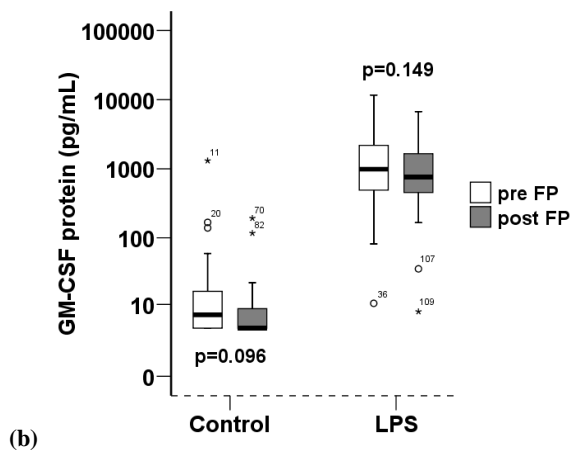 100000
10000
1000
100
10
0
GM-CSF protein (pg/mL)
p=0.149
p=0.096
*11
20
*70
*82
36
107
*109
pre FP
post FP
Control
LPS
(b)